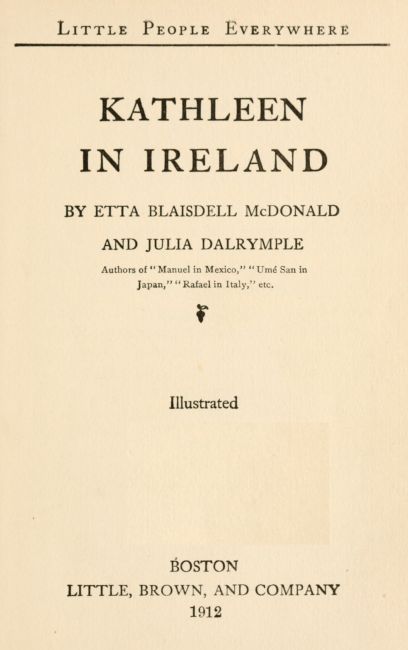 Little People Everywhere
KATHLEEN
IN IRELAND
BY ETTA BLAISDELL McDONALD
AND JULIA DALRYMPLE
Authors of "Manuel in Mexico," "Umé San in
Japan," "Rafael in Italy," etc.
Illustrated
BOSTON
LITTLE, BROWN, AND COMPANY
1912